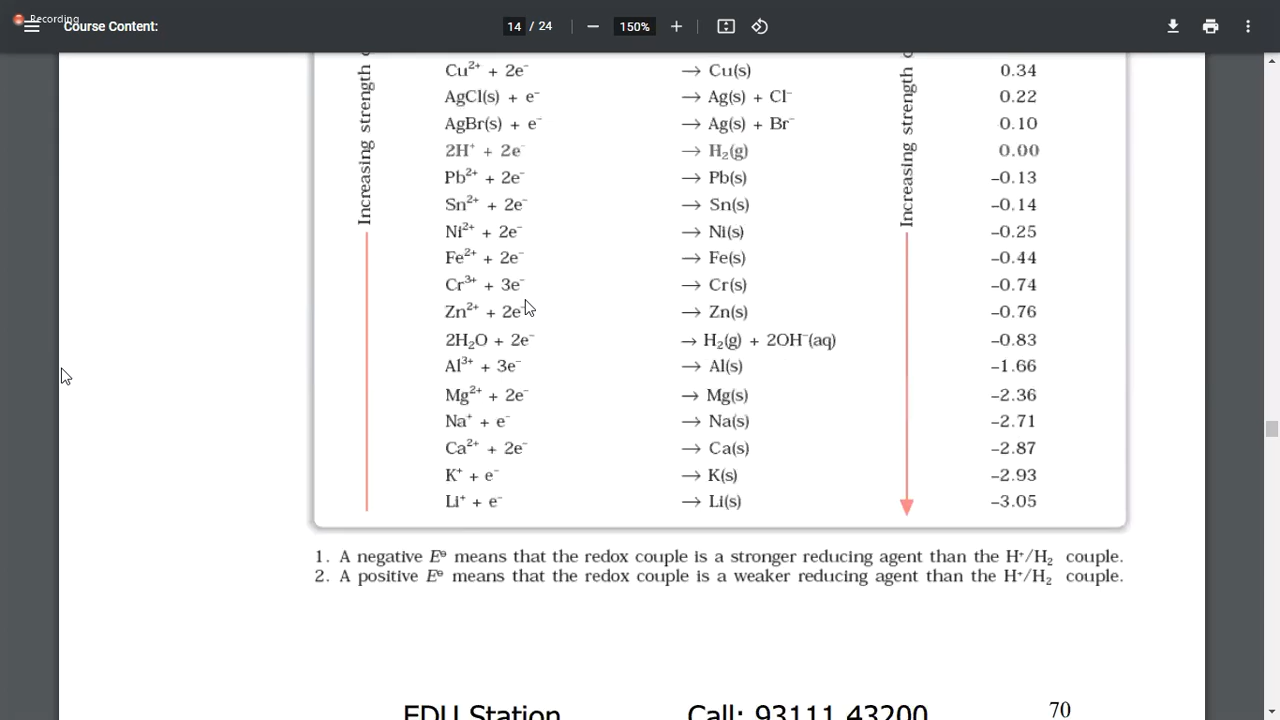 Recording
Course Content:
14 / 24
150%
Increasing strength
Increasing strength
Cu²⁺ + 2e⁻ → Cu(s) 0.34
AgCl(s) + e⁻ → Ag(s) + Cl⁻ 0.22
AgBr(s) + e⁻ → Ag(s) + Br⁻ 0.10
2H⁺ + 2e⁻ → H₂(g) 0.00
Pb²⁺ + 2e⁻ → Pb(s) –0.13
Sn²⁺ + 2e⁻ → Sn(s) –0.14
Ni²⁺ + 2e⁻ → Ni(s) –0.25
Fe²⁺ + 2e⁻ → Fe(s) –0.44
Cr³⁺ + 3e⁻ → Cr(s) –0.74
Zn²⁺ + 2e⁻ → Zn(s) –0.76
2H₂O + 2e⁻ → H₂(g) + 2OH⁻(aq) –0.83
Al³⁺ + 3e⁻ → Al(s) –1.66
Mg²⁺ + 2e⁻ → Mg(s) –2.36
Na⁺ + e⁻ → Na(s) –2.71
Ca²⁺ + 2e⁻ → Ca(s) –2.87
K⁺ + e⁻ → K(s) –2.93
Li⁺ + e⁻ → Li(s) –3.05
1. A negative E⊖ means that the redox couple is a stronger reducing agent than the H⁺/H₂ couple.
2. A positive E⊖ means that the redox couple is a weaker reducing agent than the H⁺/H₂ couple.
EDU Station Call: 93111 43200 70